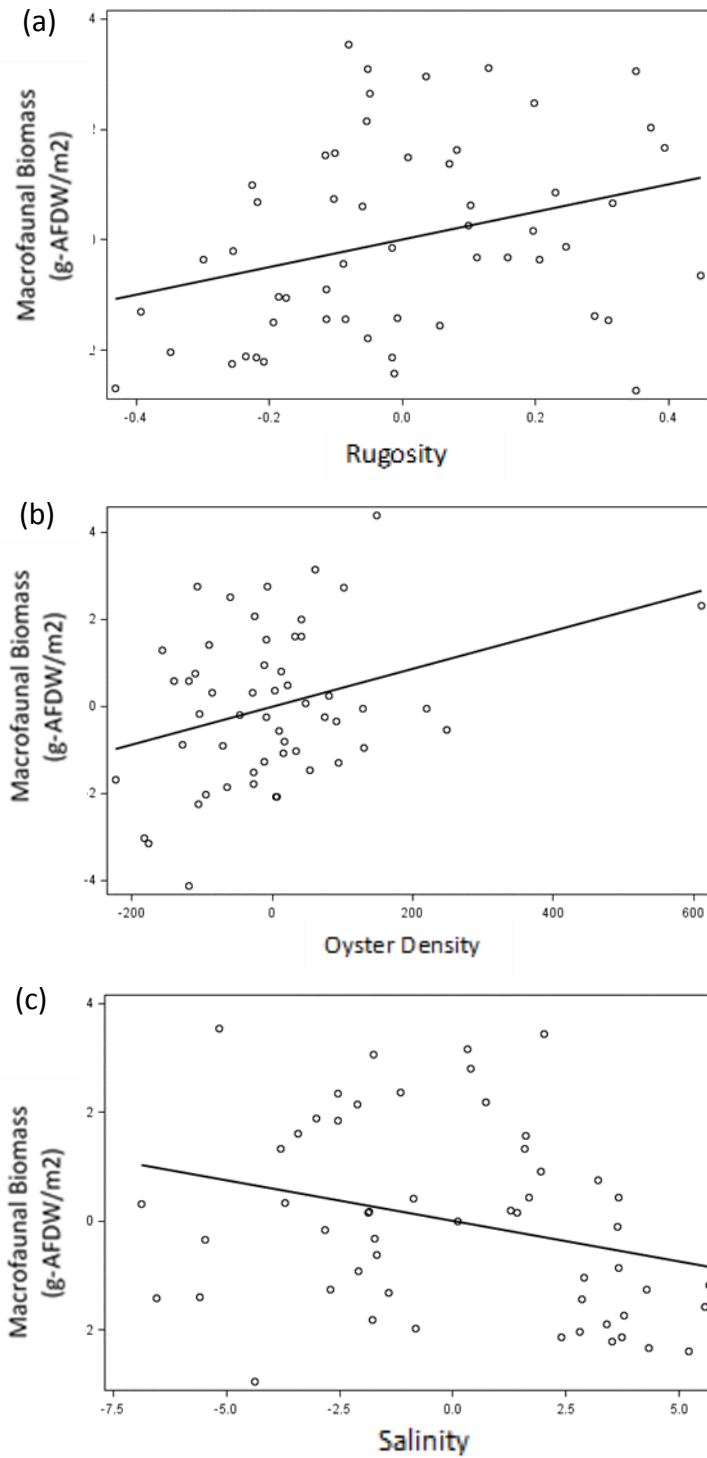 (a)
4
2
0
2
Macrofaunal Biomass
(g-AFDW/m2)
-0.4 -0.2 0.0 0.2 0.4
Rugosity
(b)
4
2
0
-2
-4
Macrofaunal Biomass
(g-AFDW/m2)
-200 0 200 400 600
Oyster Density
(c)
4
2
0
2
Macrofaunal Biomass
(g-AFDW/m2)
-7.5 -5.0 -2.5 0.0 2.5 5.0
Salinity